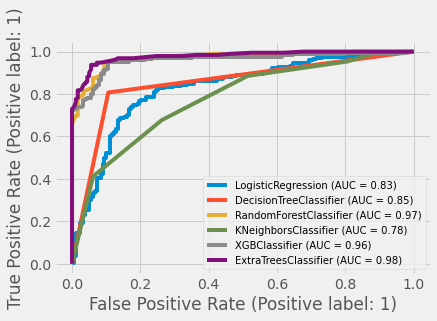 True Positive Rate (Positive label: 1)
1.0
0.8
0.6
0.4
0.2
0.0
LogisticRegression (AUC = 0.83)
DecisionTreeClassifier (AUC = 0.85)
RandomForestClassifier (AUC = 0.97)
KNeighborsClassifier (AUC = 0.78)
XGBClassifier (AUC = 0.96)
ExtraTreesClassifier (AUC = 0.98)
0.0 0.2 0.4 0.6 0.8 1.0
False Positive Rate (Positive label: 1)